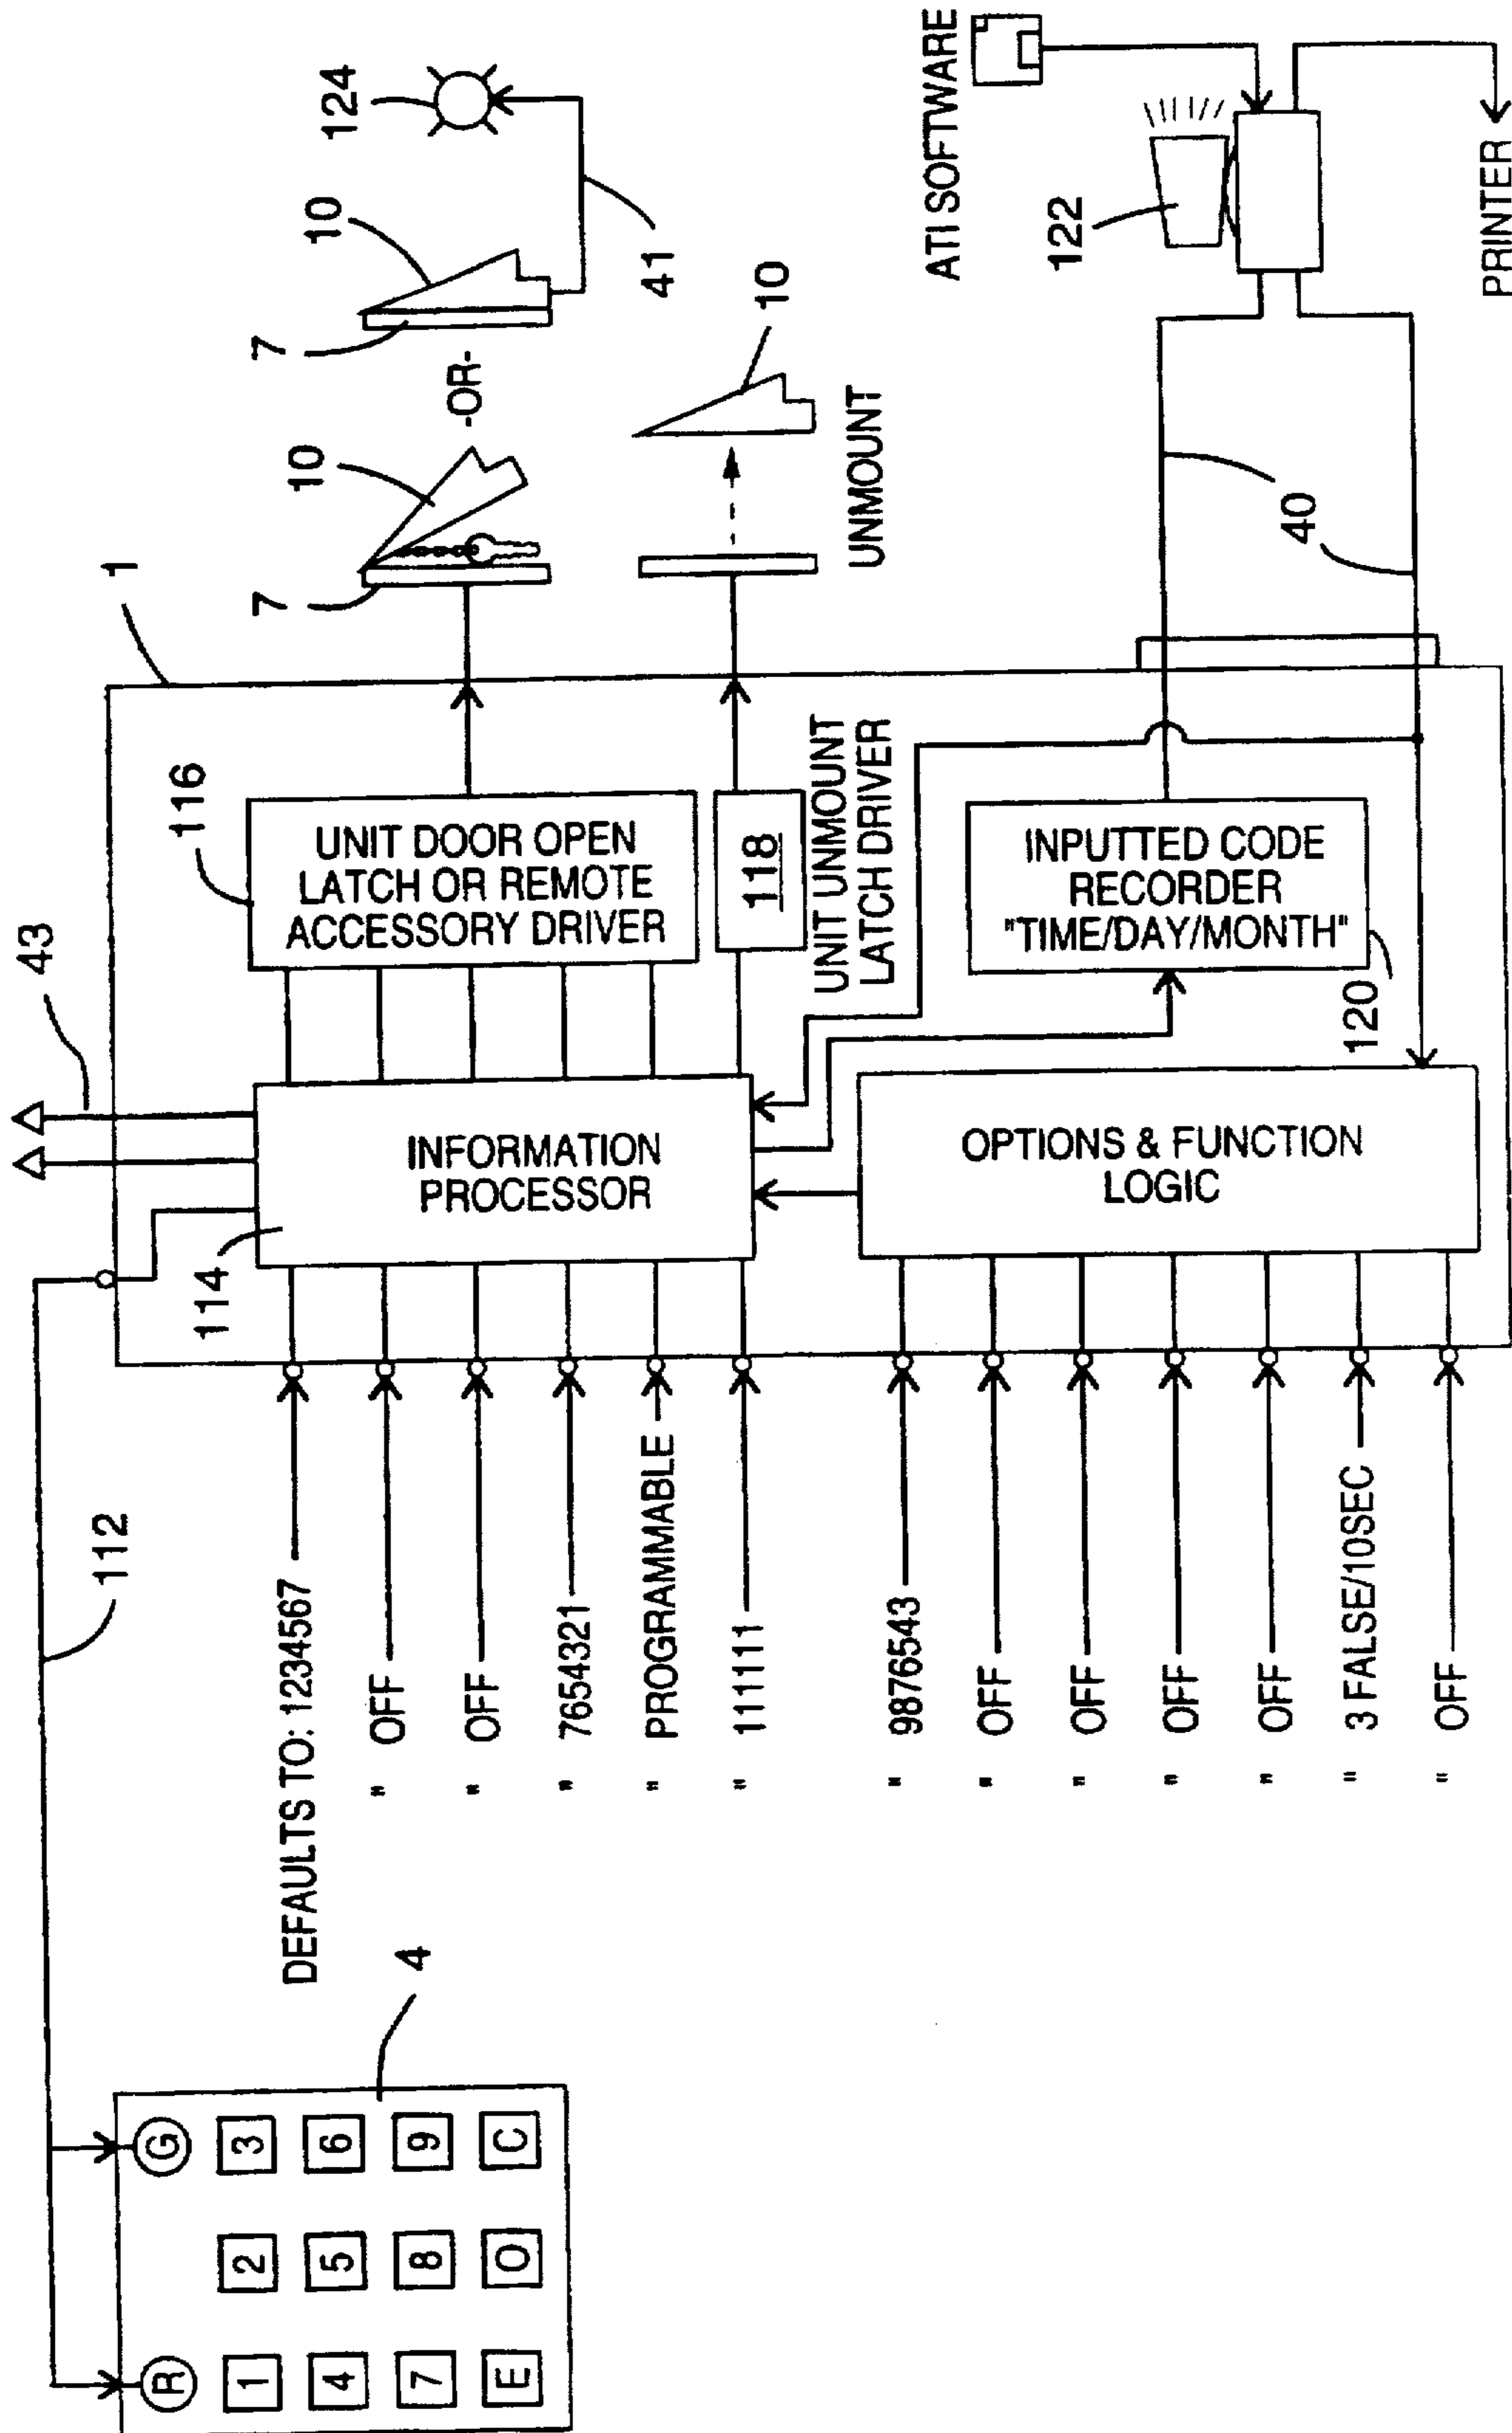 R
G
1
2
3
4
5
6
7
8
9
E
O
C
4
112
43
1
DEFAULTS TO: 1234567
" OFF
" OFF
" 7654321
" PROGRAMMABLE
" 111111
" 9876543
" OFF
" OFF
" OFF
" OFF
" 3 FALSE/10SEC
" OFF
114
INFORMATION
PROCESSOR
OPTIONS & FUNCTION
LOGIC
116
UNIT DOOR OPEN
LATCH OR REMOTE
ACCESSORY DRIVER
118
UNIT UNMOUNT
LATCH DRIVER
INPUTTED CODE
RECORDER
"TIME/DAY/MONTH"
120
7
10
-OR-
7
10
41
124
10
UNMOUNT
40
122
ATI SOFTWARE
PRINTER